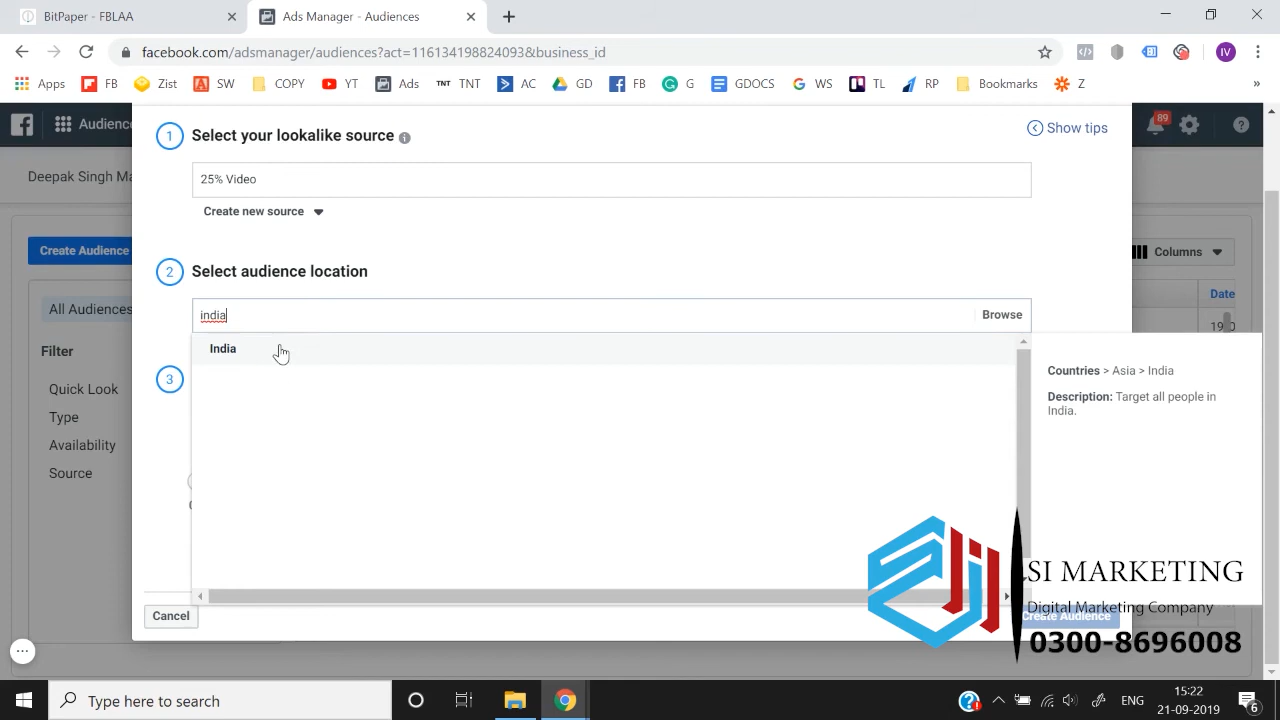 BitPaper - FBLAA
Ads Manager - Audiences
facebook.com/adsmanager/audiences?act=116134198824093&business_id
IV
Apps FB Zist SW COPY YT Ads TNT TNT AC GD FB G GDOCS WS TL RP Bookmarks Z »
Audienc
89
Deepak Singh Ma
Create Audience
Columns
All Audiences
Date
19
Filter
Quick Look
Type
Availability
Source
1 Select your lookalike source
Show tips
25% Video
Create new source
2 Select audience location
india
Browse
India
Countries > Asia > India
Description: Target all people in
India.
3
Cancel
Create Audience
SI MARKETING
Digital Marketing Company
0300-8696008
Type here to search
ENG
15:22
21-09-2019
6